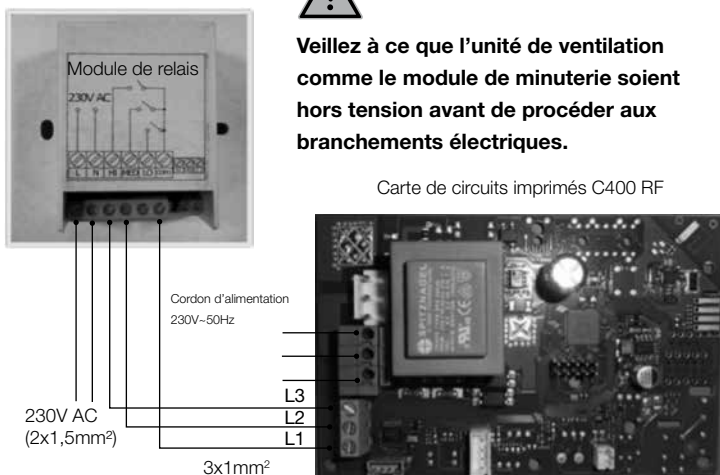 !
Veillez à ce que l’unité de ventilation
comme le module de minuterie soient
hors tension avant de procéder aux
branchements électriques.
Module de relais
230V AC
L N HI MED LO COM
Carte de circuits imprimés C400 RF
SPITZNAGEL
Cordon d’alimentation
230V~50Hz
L3
L2
L1
230V AC
(2x1,5mm²)
3x1mm²